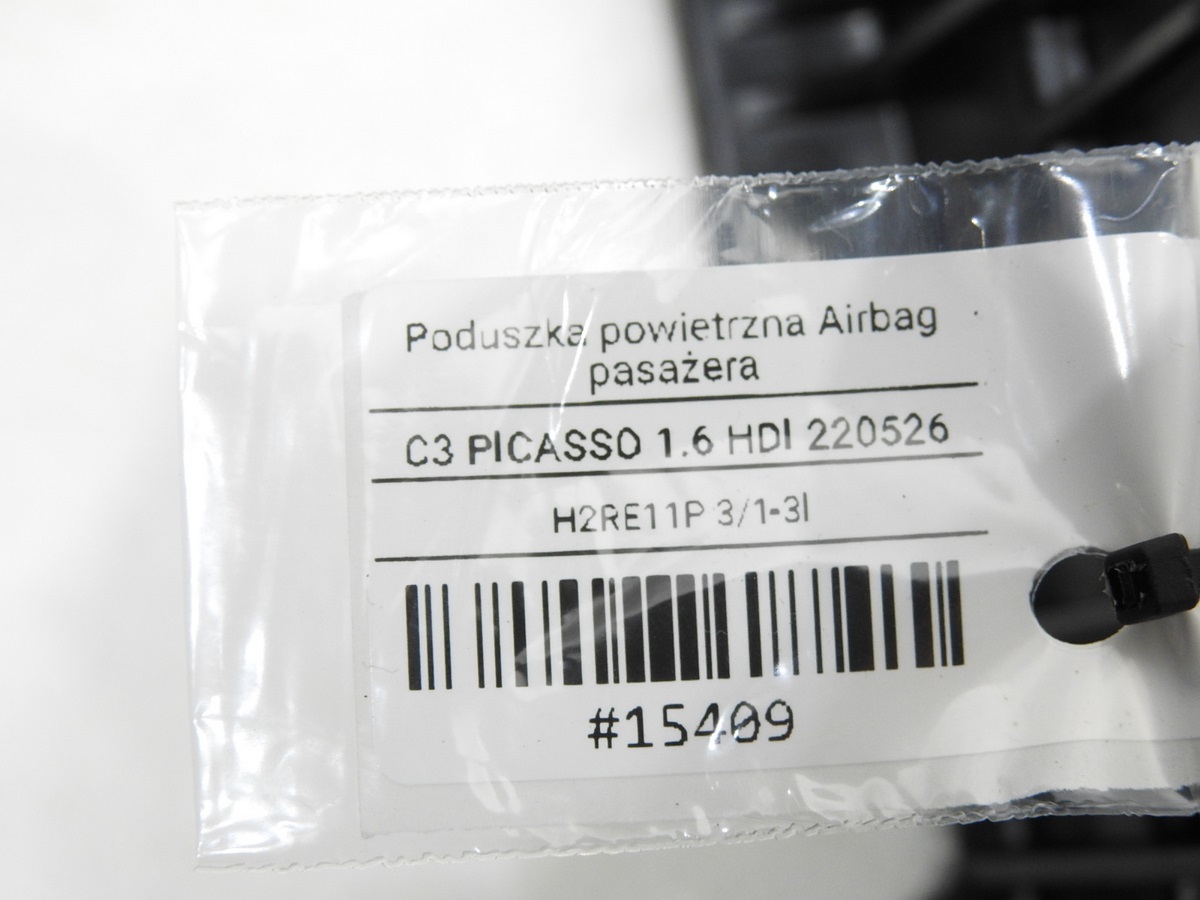 Poduszka powietrzna Airbag
pasażera
C3 PICASSO 1.6 HDI 220526
H2RE11P 3/1-3l
#15409